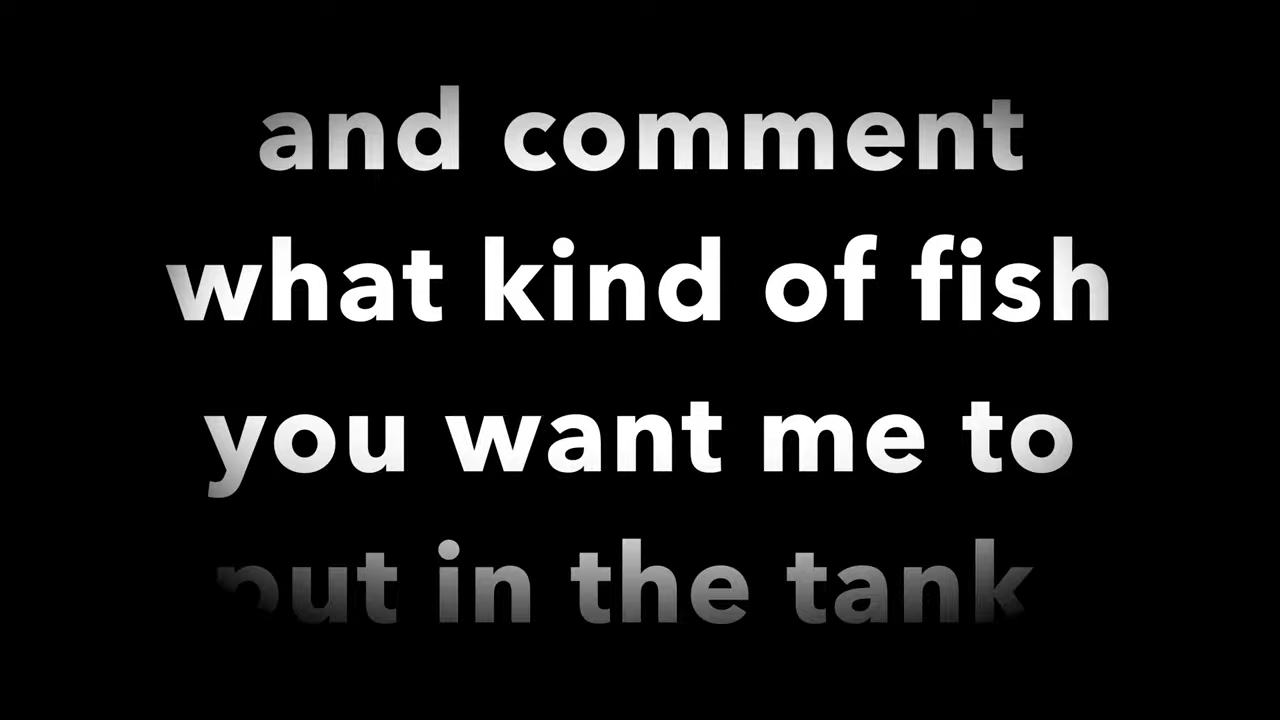 and comment
what kind of fish
you want me to
put in the tank